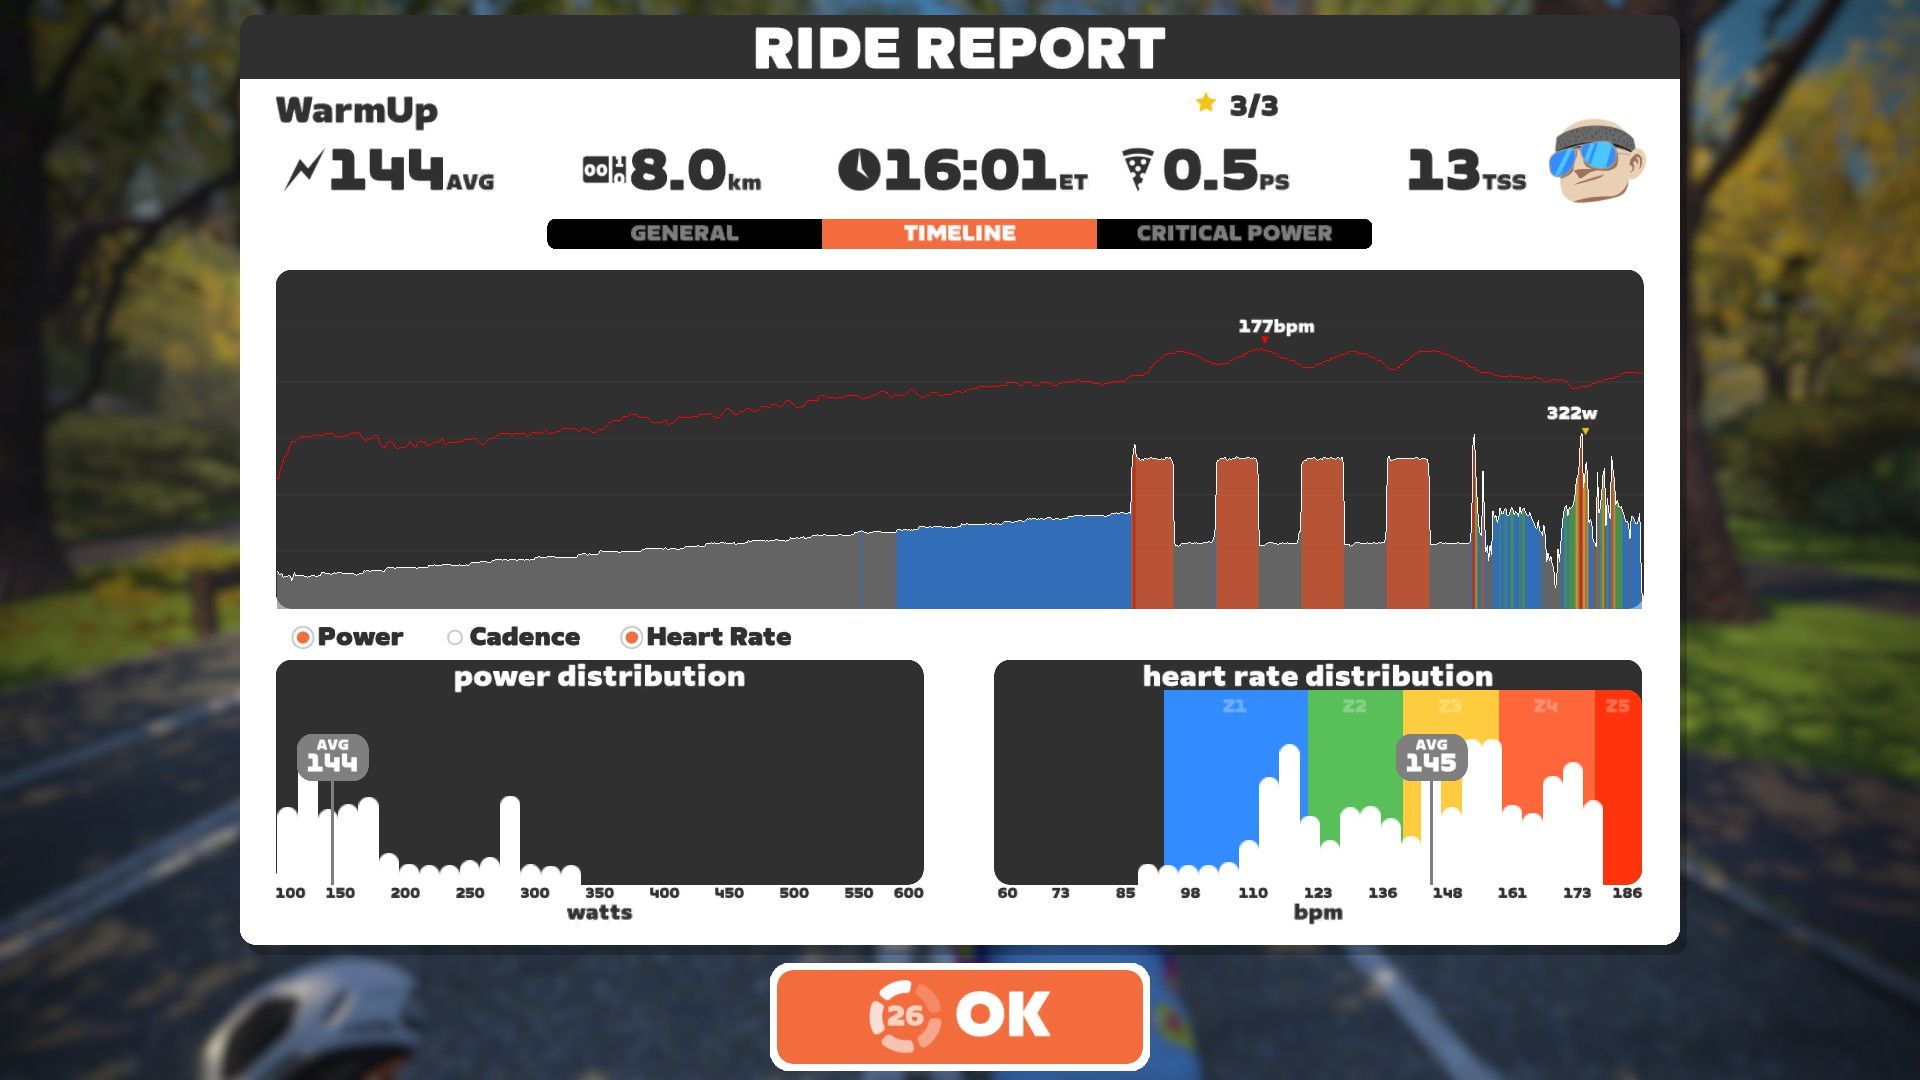 RIDE REPORT
WarmUp
3/3
144AVG 8.0km 16:01ET 0.5PS 13TSS
GENERAL TIMELINE CRITICAL POWER
177bpm
322w
Power Cadence Heart Rate
power distribution
AVG
144
100 150 200 250 300 350 400 450 500 550 600
watts
heart rate distribution
Z1 Z2 Z3 Z4 Z5
AVG
145
60 73 85 98 110 123 136 148 161 173 186
bpm
26 OK